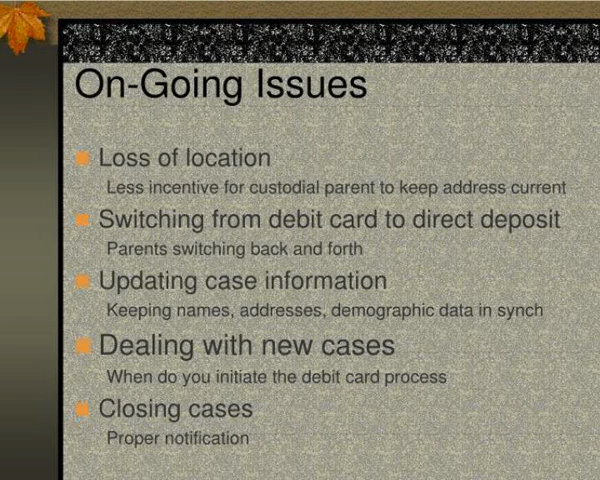 On-Going Issues
Loss of location
Less incentive for custodial parent to keep address current
Switching from debit card to direct deposit
Parents switching back and forth
Updating case information
Keeping names, addresses, demographic data in synch
Dealing with new cases
When do you initiate the debit card process
Closing cases
Proper notification